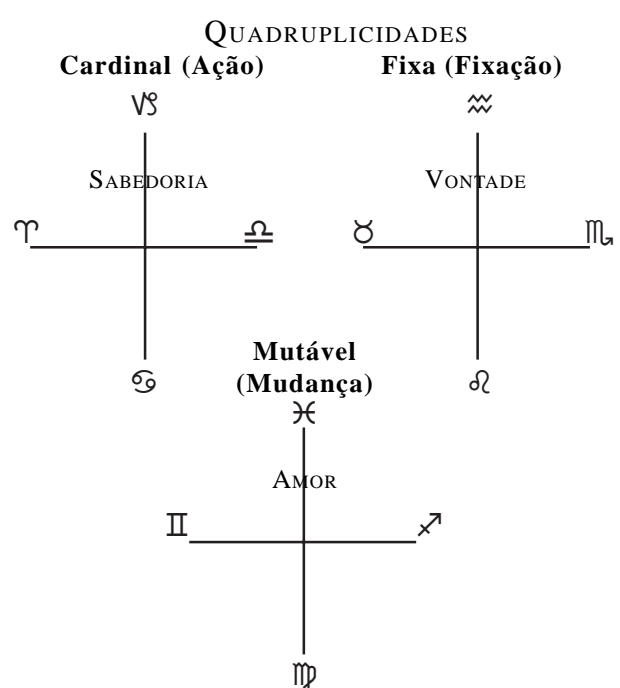 QUADRUPLICIDADES
Cardinal (Ação) Fixa (Fixação)
♑ ♒
SABEDORIA VONTADE
♈ ♎ ♉ ♏
Mutável
♋ (Mudança) ♌
♓
AMOR
♊ ♐
♍